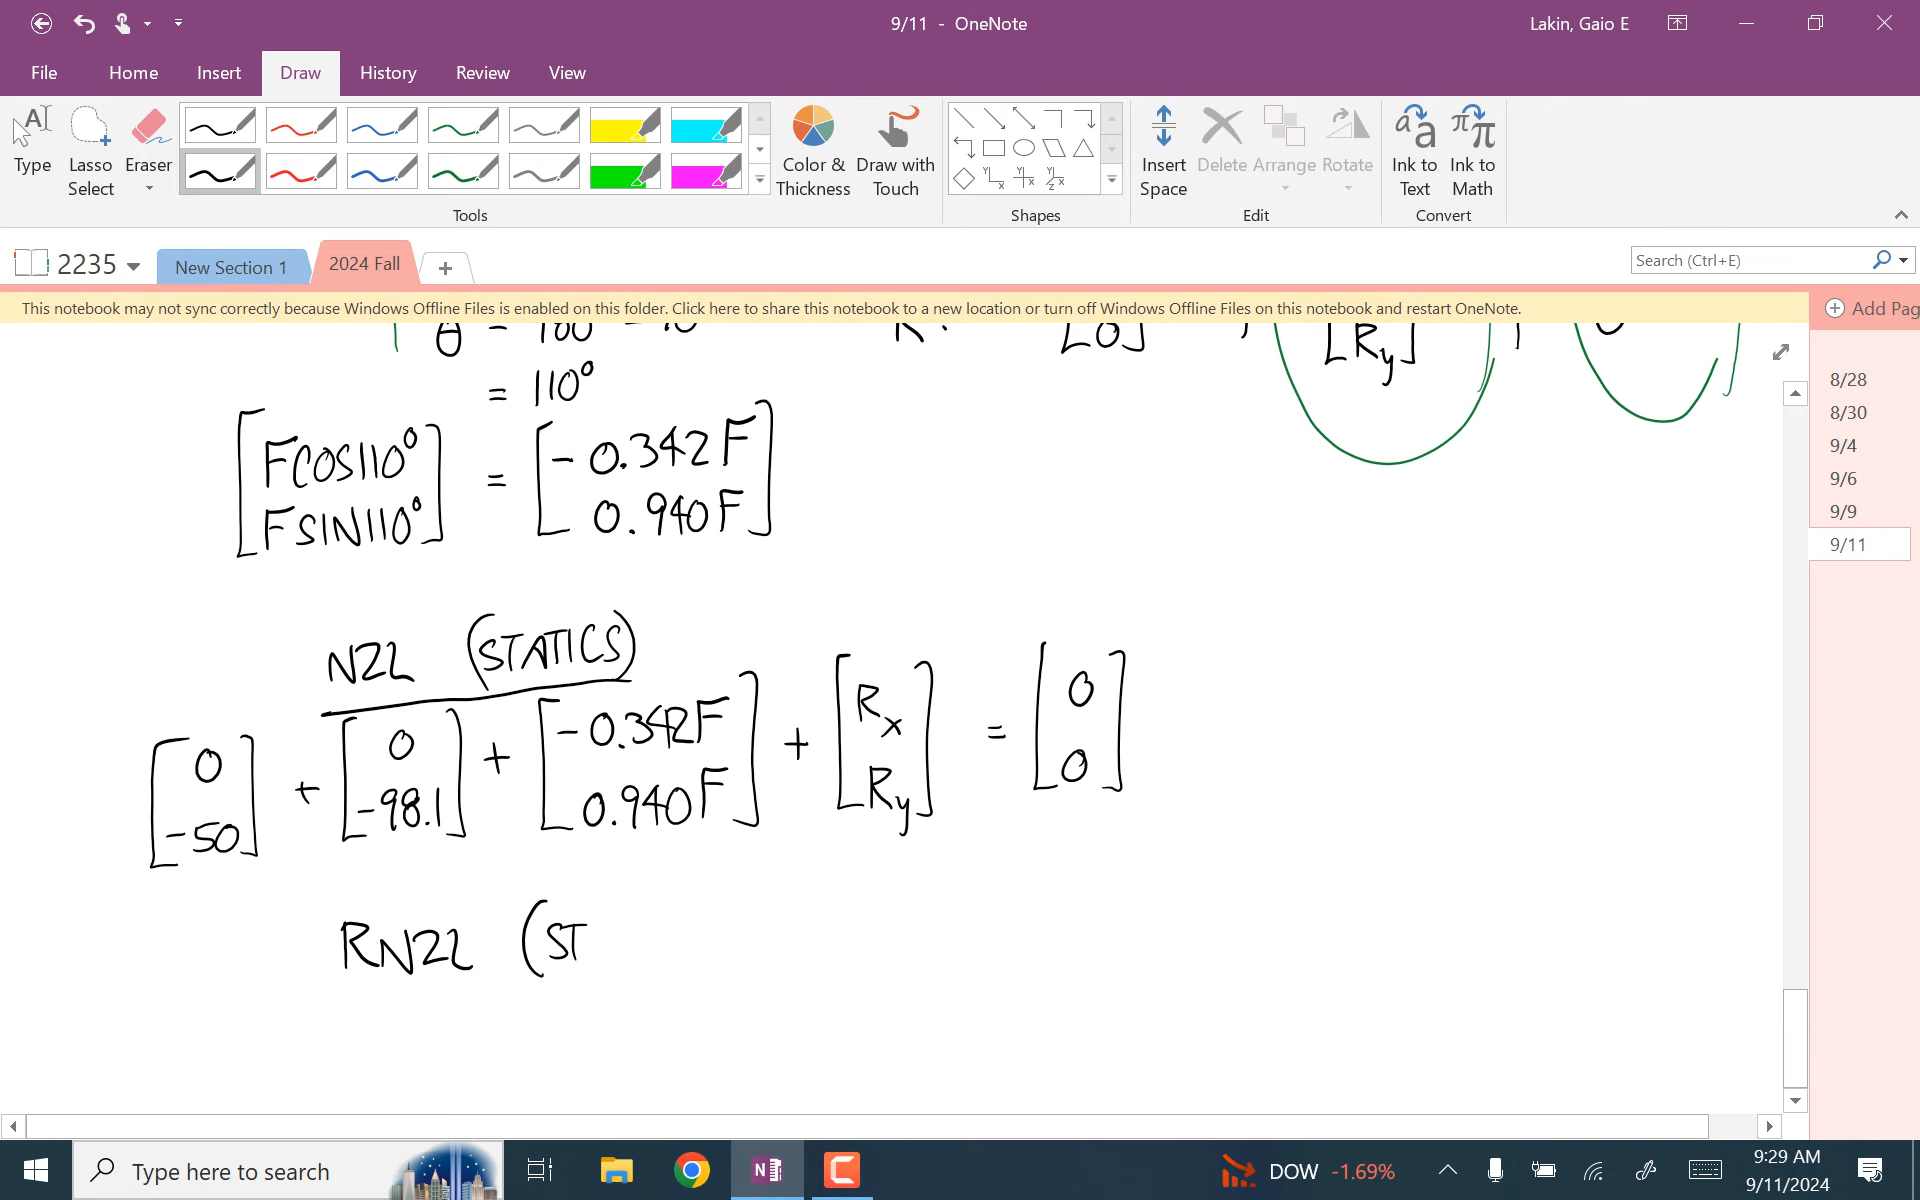 9/11 - OneNote
Lakin, Gaio E
File Home Insert Draw History Review View
Type
Lasso Select
Eraser
Color & Thickness
Draw with Touch
Insert Space
Delete Arrange Rotate
Ink to Text
Ink to Math
Tools Shapes Edit Convert
2235 New Section 1 2024 Fall +
Search (Ctrl+E)
This notebook may not sync correctly because Windows Offline Files is enabled on this folder. Click here to share this notebook to a new location or turn off Windows Offline Files on this notebook and restart OneNote.
Add Pag
8/28
8/30
9/4
9/6
9/9
9/11
θ =
= 110°
[FCOS110° FSIN110°] = [-0.342F 0.940F]
[Ry]
N2L (STATICS)
[0 -50] + [0 -98.1] + [-0.342F 0.940F] + [Rx Ry] = [0 0]
RN2L (ST
Type here to search
DOW -1.69%
9:29 AM
9/11/2024